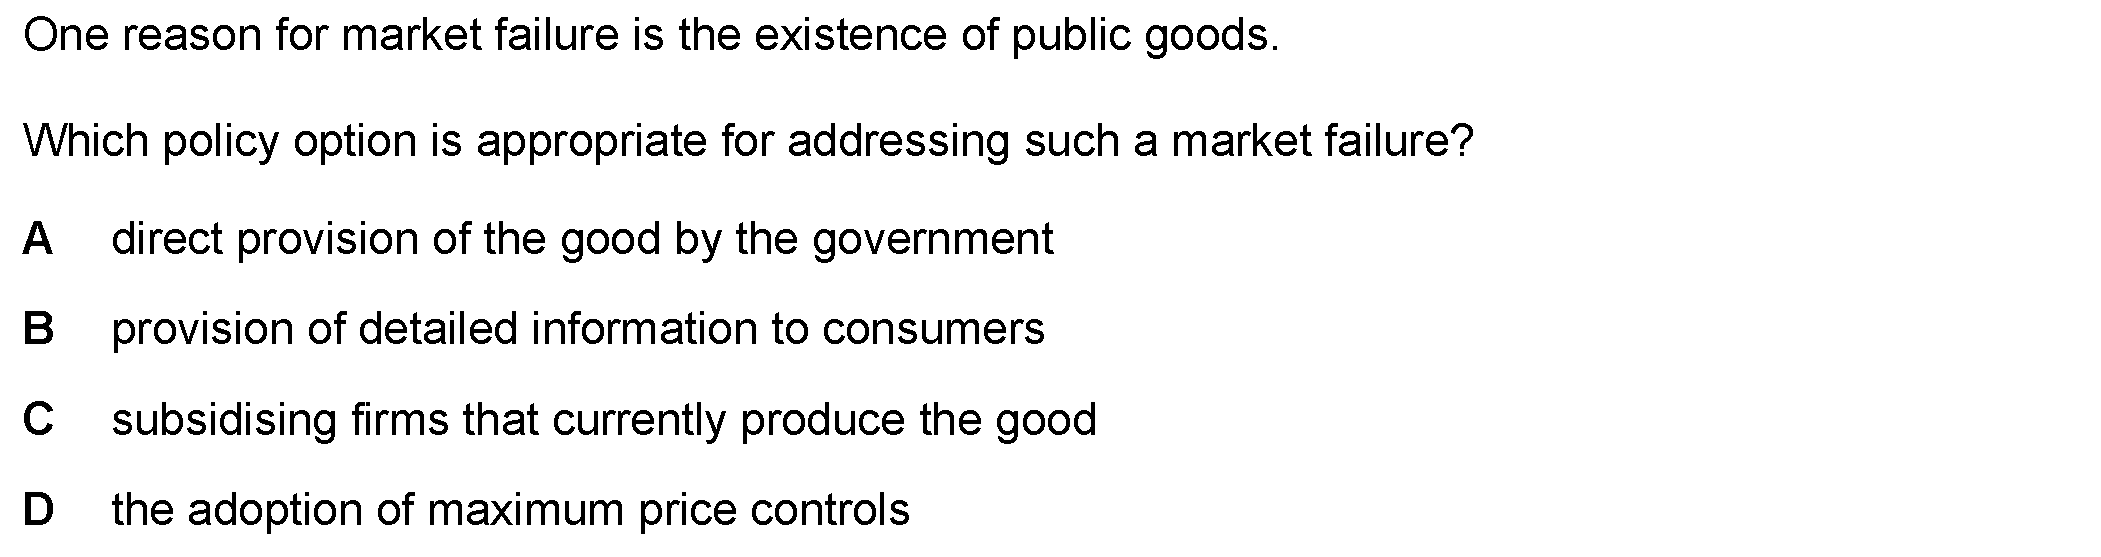 One reason for market failure is the existence of public goods.
Which policy option is appropriate for addressing such a market failure?
A direct provision of the good by the government
B provision of detailed information to consumers
C subsidising firms that currently produce the good
D the adoption of maximum price controls